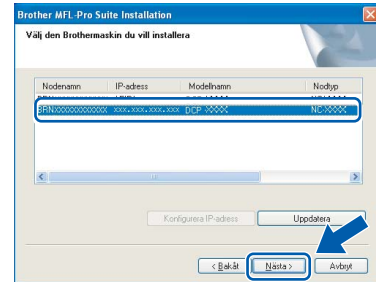 Brother MFL-Pro Suite Installation
Välj den Brothermaskin du vill installera
Nodenamn IP-adress Modellnamn Nodtyp
BRNXXXXXXXXXXXX xxx.xxx.xxx.xxx DCP-XXXX NC-XXXX
Konfigurera IP-adress Uppdatera
< Bakåt Nästa > Avbryt